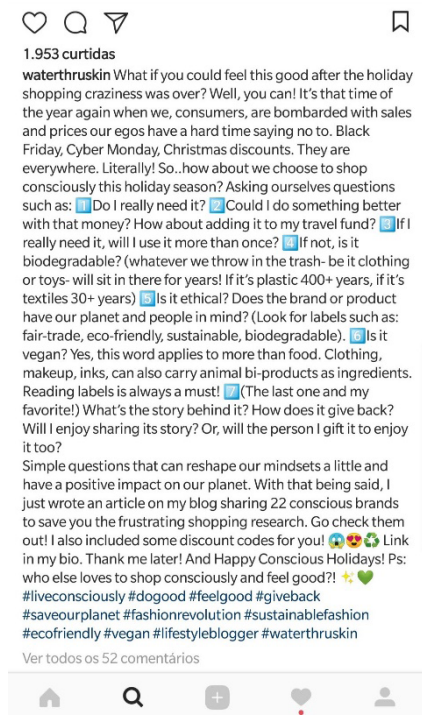 1.953 curtidas
waterthruskin What if you could feel this good after the holiday
shopping craziness was over? Well, you can! It's that time of
the year again when we, consumers, are bombarded with sales
and prices our egos have a hard time saying no to. Black
Friday, Cyber Monday, Christmas discounts. They are
everywhere. Literally! So..how about we choose to shop
consciously this holiday season? Asking ourselves questions
such as: 1️⃣Do I really need it? 2️⃣Could I do something better
with that money? How about adding it to my travel fund? 3️⃣If I
really need it, will I use it more than once? 4️⃣If not, is it
biodegradable? (whatever we throw in the trash- be it clothing
or toys- will sit in there for years! If it's plastic 400+ years, if it's
textiles 30+ years) 5️⃣Is it ethical? Does the brand or product
have our planet and people in mind? (Look for labels such as:
fair-trade, eco-friendly, sustainable, biodegradable). 6️⃣Is it
vegan? Yes, this word applies to more than food. Clothing,
makeup, inks, can also carry animal bi-products as ingredients.
Reading labels is always a must! 7️⃣(The last one and my
favorite!) What's the story behind it? How does it give back?
Will I enjoy sharing its story? Or, will the person I gift it to enjoy
it too?
Simple questions that can reshape our mindsets a little and
have a positive impact on our planet. With that being said, I
just wrote an article on my blog sharing 22 conscious brands
to save you the frustrating shopping research. Go check them
out! I also included some discount codes for you! 😱😍♻️ Link
in my bio. Thank me later! And Happy Conscious Holidays! Ps:
who else loves to shop consciously and feel good?! ✨💚
#liveconsciously #dogood #feelgood #giveback
#saveourplanet #fashionrevolution #sustainablefashion
#ecofriendly #vegan #lifestyleblogger #waterthruskin
Ver todos os 52 comentários